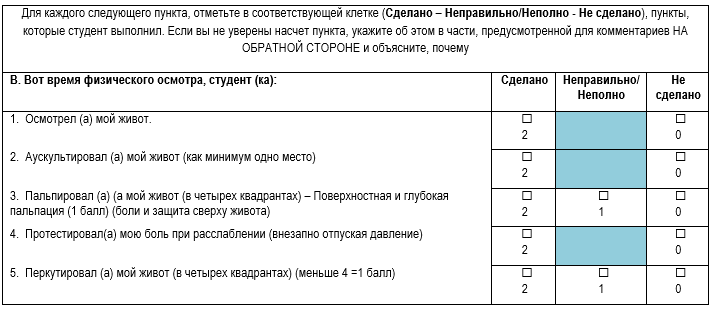 Для каждого следующего пункта, отметьте в соответствующей клетке (Сделано – Неправильно/Неполно - Не сделано), пункты,
которые студент выполнил. Если вы не уверены насчет пункта, укажите об этом в части, предусмотренной для комментариев НА
ОБРАТНОЙ СТОРОНЕ и объясните, почему
B. Вот время физического осмотра, студент (ка): Сделано Неправильно/ Не
Неполно сделано
1. Осмотрел (а) мой живот. ☐ ☐
2 0
2. Аускультировал (а) мой живот (как минимум одно место) ☐ ☐
2 0
3. Пальпировал (а) (а мой живот (в четырех квадрантах) – Поверхностная и глубокая ☐ ☐ ☐
пальпация (1 балл) (боли и защита сверху живота) 2 1 0
4. Протестировал(а) мою боль при расслаблении (внезапно отпуская давление) ☐ ☐
2 0
5. Перкутировал (а) мой живот (в четырех квадрантах) (меньше 4 =1 балл) ☐ ☐ ☐
2 1 0